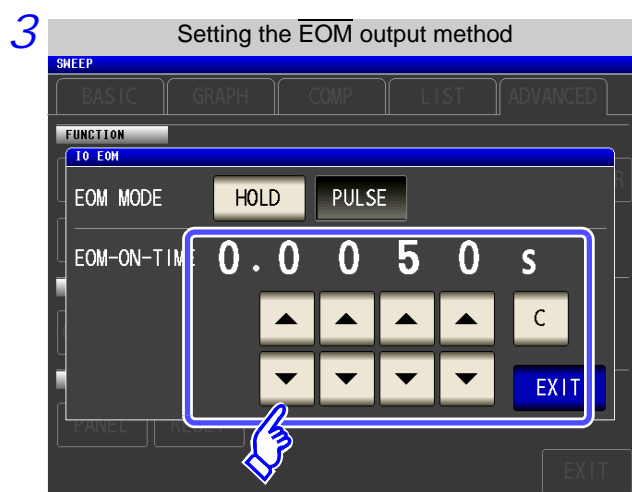 3 Setting the EOM output method
SWEEP
BASIC GRAPH COMP LIST ADVANCED
FUNCTION
IO EOM
EOM MODE HOLD PULSE
EOM-ON-TIME 0.0050 s
C
EXIT
PANEL
EXIT